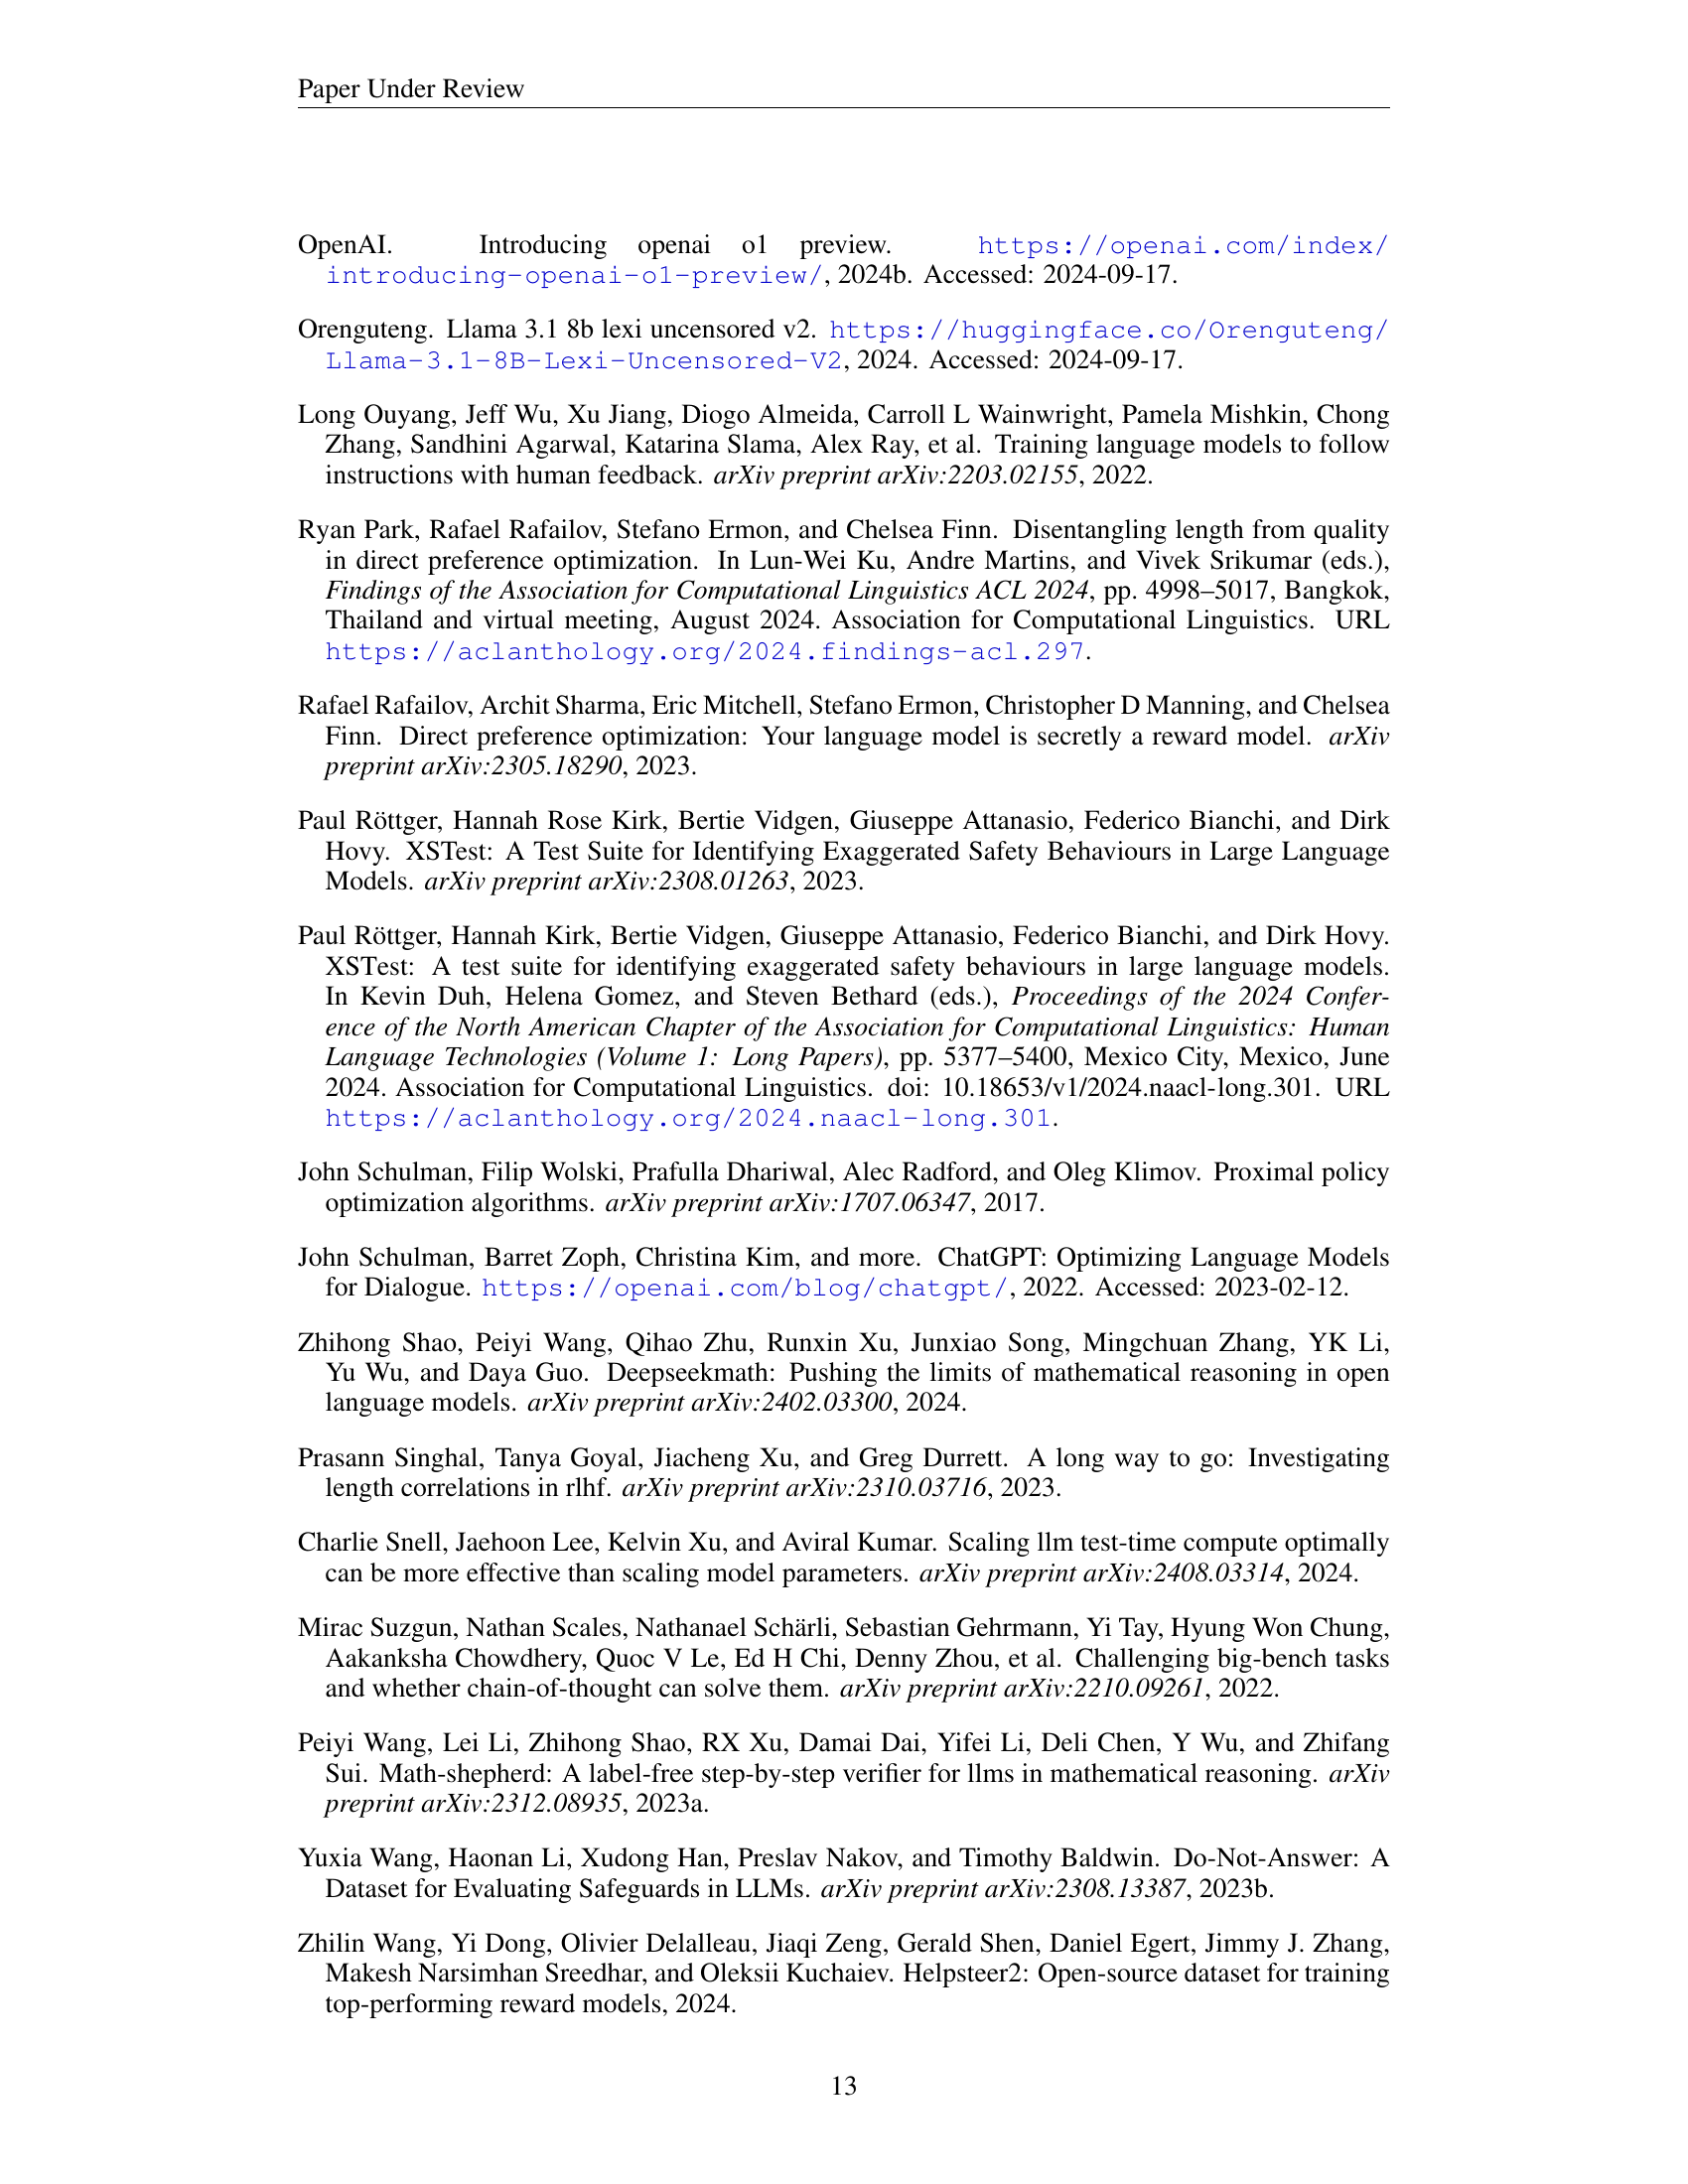 Paper Under Review
OpenAI. Introducing openai o1 preview. https://openai.com/index/
introducing-openai-o1-preview/, 2024b. Accessed: 2024-09-17.
Orenguteng. Llama 3.1 8b lexi uncensored v2. https://huggingface.co/Orenguteng/
Llama-3.1-8B-Lexi-Uncensored-V2, 2024. Accessed: 2024-09-17.
Long Ouyang, Jeff Wu, Xu Jiang, Diogo Almeida, Carroll L Wainwright, Pamela Mishkin, Chong
Zhang, Sandhini Agarwal, Katarina Slama, Alex Ray, et al. Training language models to follow
instructions with human feedback. arXiv preprint arXiv:2203.02155, 2022.
Ryan Park, Rafael Rafailov, Stefano Ermon, and Chelsea Finn. Disentangling length from quality
in direct preference optimization. In Lun-Wei Ku, Andre Martins, and Vivek Srikumar (eds.),
Findings of the Association for Computational Linguistics ACL 2024, pp. 4998–5017, Bangkok,
Thailand and virtual meeting, August 2024. Association for Computational Linguistics. URL
https://aclanthology.org/2024.findings-acl.297.
Rafael Rafailov, Archit Sharma, Eric Mitchell, Stefano Ermon, Christopher D Manning, and Chelsea
Finn. Direct preference optimization: Your language model is secretly a reward model. arXiv
preprint arXiv:2305.18290, 2023.
Paul Röttger, Hannah Rose Kirk, Bertie Vidgen, Giuseppe Attanasio, Federico Bianchi, and Dirk
Hovy. XSTest: A Test Suite for Identifying Exaggerated Safety Behaviours in Large Language
Models. arXiv preprint arXiv:2308.01263, 2023.
Paul Röttger, Hannah Kirk, Bertie Vidgen, Giuseppe Attanasio, Federico Bianchi, and Dirk Hovy.
XSTest: A test suite for identifying exaggerated safety behaviours in large language models.
In Kevin Duh, Helena Gomez, and Steven Bethard (eds.), Proceedings of the 2024 Confer-
ence of the North American Chapter of the Association for Computational Linguistics: Human
Language Technologies (Volume 1: Long Papers), pp. 5377–5400, Mexico City, Mexico, June
2024. Association for Computational Linguistics. doi: 10.18653/v1/2024.naacl-long.301. URL
https://aclanthology.org/2024.naacl-long.301.
John Schulman, Filip Wolski, Prafulla Dhariwal, Alec Radford, and Oleg Klimov. Proximal policy
optimization algorithms. arXiv preprint arXiv:1707.06347, 2017.
John Schulman, Barret Zoph, Christina Kim, and more. ChatGPT: Optimizing Language Models
for Dialogue. https://openai.com/blog/chatgpt/, 2022. Accessed: 2023-02-12.
Zhihong Shao, Peiyi Wang, Qihao Zhu, Runxin Xu, Junxiao Song, Mingchuan Zhang, YK Li,
Yu Wu, and Daya Guo. Deepseekmath: Pushing the limits of mathematical reasoning in open
language models. arXiv preprint arXiv:2402.03300, 2024.
Prasann Singhal, Tanya Goyal, Jiacheng Xu, and Greg Durrett. A long way to go: Investigating
length correlations in rlhf. arXiv preprint arXiv:2310.03716, 2023.
Charlie Snell, Jaehoon Lee, Kelvin Xu, and Aviral Kumar. Scaling llm test-time compute optimally
can be more effective than scaling model parameters. arXiv preprint arXiv:2408.03314, 2024.
Mirac Suzgun, Nathan Scales, Nathanael Schärli, Sebastian Gehrmann, Yi Tay, Hyung Won Chung,
Aakanksha Chowdhery, Quoc V Le, Ed H Chi, Denny Zhou, et al. Challenging big-bench tasks
and whether chain-of-thought can solve them. arXiv preprint arXiv:2210.09261, 2022.
Peiyi Wang, Lei Li, Zhihong Shao, RX Xu, Damai Dai, Yifei Li, Deli Chen, Y Wu, and Zhifang
Sui. Math-shepherd: A label-free step-by-step verifier for llms in mathematical reasoning. arXiv
preprint arXiv:2312.08935, 2023a.
Yuxia Wang, Haonan Li, Xudong Han, Preslav Nakov, and Timothy Baldwin. Do-Not-Answer: A
Dataset for Evaluating Safeguards in LLMs. arXiv preprint arXiv:2308.13387, 2023b.
Zhilin Wang, Yi Dong, Olivier Delalleau, Jiaqi Zeng, Gerald Shen, Daniel Egert, Jimmy J. Zhang,
Makesh Narsimhan Sreedhar, and Oleksii Kuchaiev. Helpsteer2: Open-source dataset for training
top-performing reward models, 2024.
13